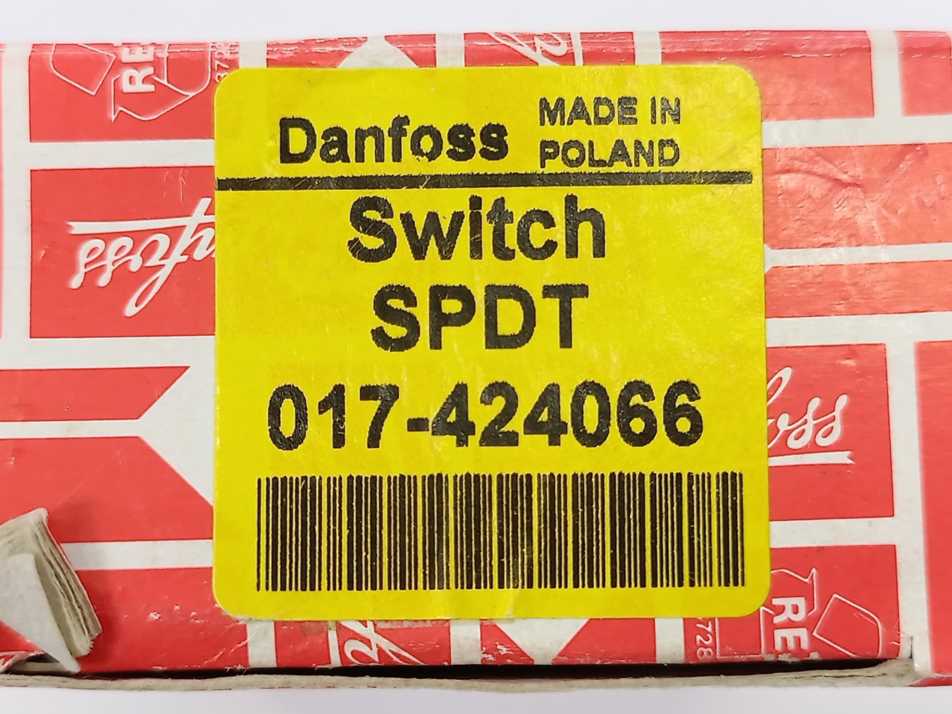 Danfoss
MADE IN
POLAND
Switch
SPDT
017-424066